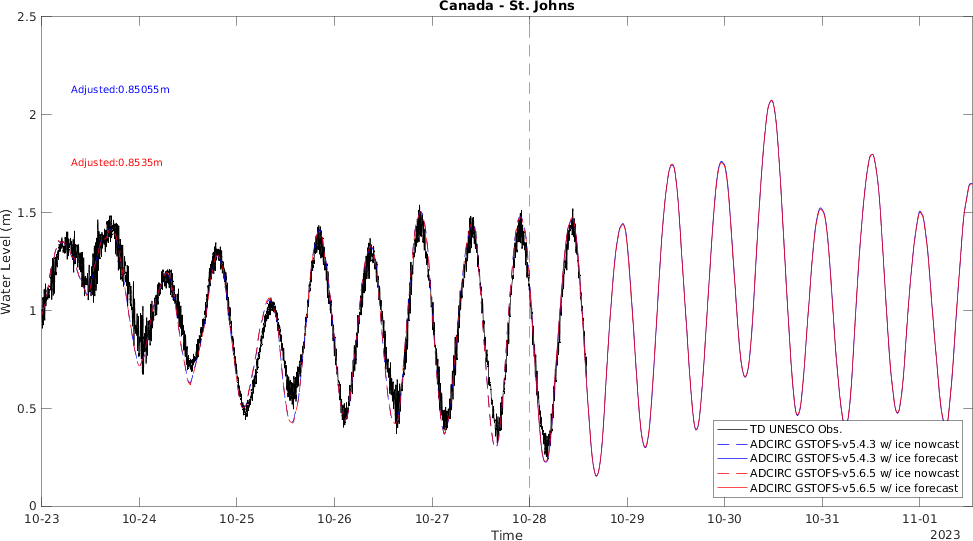 Canada - St. Johns
2.5
2
1.5
1
0.5
0
Water Level (m)
Adjusted:0.85055m
Adjusted:0.8535m
TD UNESCO Obs.
ADCIRC GSTOFS-v5.4.3 w/ ice nowcast
ADCIRC GSTOFS-v5.4.3 w/ ice forecast
ADCIRC GSTOFS-v5.6.5 w/ ice nowcast
ADCIRC GSTOFS-v5.6.5 w/ ice forecast
10-23 10-24 10-25 10-26 10-27 10-28 10-29 10-30 10-31 11-01
Time
2023